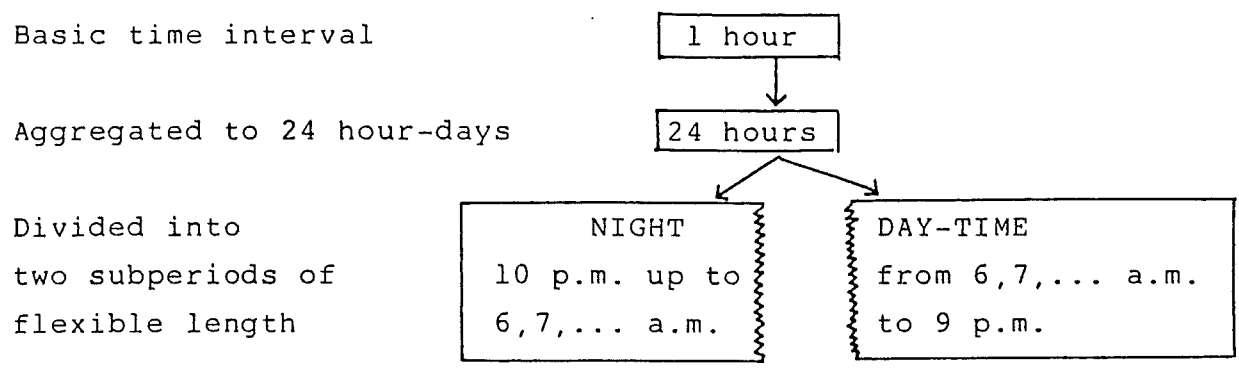 Basic time interval
1 hour
Aggregated to 24 hour-days
24 hours
Divided into
two subperiods of
flexible length
NIGHT
10 p.m. up to
6,7,... a.m.
DAY-TIME
from 6,7,... a.m.
to 9 p.m.